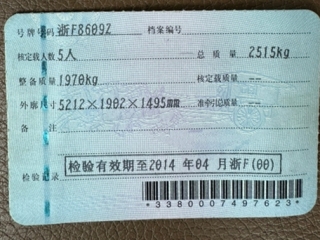 号牌号码 浙F8609Z 档案编号
核定载人数 5人 总质量 2515kg
整备质量 1970kg 核定载质量 --
外廓尺寸 5212×1902×1495mm 准牵引总质量 --
备注
检验有效期至2014年04月浙F(00)
检验记录
*3380007497623*